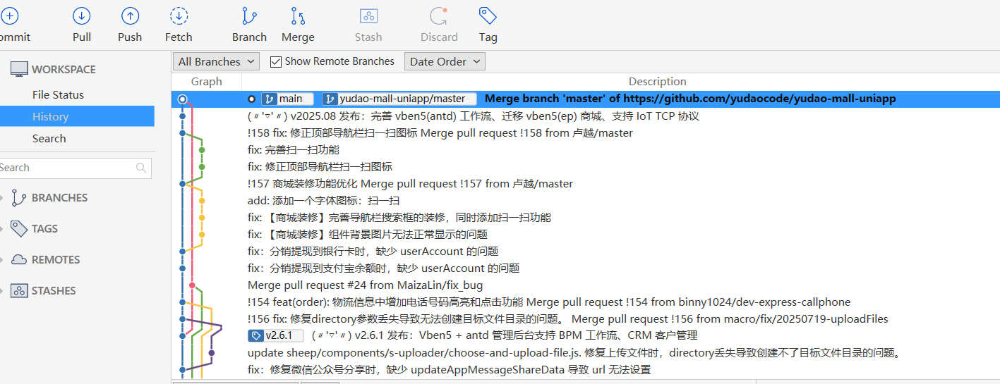 ommit Pull Push Fetch Branch Merge Stash Discard Tag
All Branches Show Remote Branches Date Order
WORKSPACE
File Status
History
Search
Search
BRANCHES
TAGS
REMOTES
STASHES
Graph Description
main yudao-mall-uniapp/master Merge branch 'master' of https://github.com/yudaocode/yudao-mall-uniapp
(〃'▽'〃) v2025.08 发布：完善 vben5(antd) 工作流、迁移 vben5(ep) 商城、支持 IoT TCP 协议
!158 fix: 修正顶部导航栏扫一扫图标 Merge pull request !158 from 卢越/master
fix: 完善扫一扫功能
fix: 修正顶部导航栏扫一扫图标
!157 商城装修功能优化 Merge pull request !157 from 卢越/master
add: 添加一个字体图标：扫一扫
fix: 【商城装修】完善导航栏搜索框的装修，同时添加扫一扫功能
fix: 【商城装修】组件背景图片无法正常显示的问题
fix：分销提现到银行卡时，缺少 userAccount 的问题
fix：分销提现到支付宝余额时，缺少 userAccount 的问题
Merge pull request #24 from MaizaLin/fix_bug
!154 feat(order): 物流信息中增加电话号码高亮和点击功能 Merge pull request !154 from binny1024/dev-express-callphone
!156 fix: 修复directory参数丢失导致无法创建目标文件目录的问题。 Merge pull request !156 from macro/fix/20250719-uploadFiles
v2.6.1 (〃'▽'〃) v2.6.1 发布：Vben5 + antd 管理后台支持 BPM 工作流、CRM 客户管理
update sheep/components/s-uploader/choose-and-upload-file.js. 修复上传文件时，directory丢失导致创建不了目标文件目录的问题。
fix：修复微信公众号分享时，缺少 updateAppMessageShareData 导致 url 无法设置